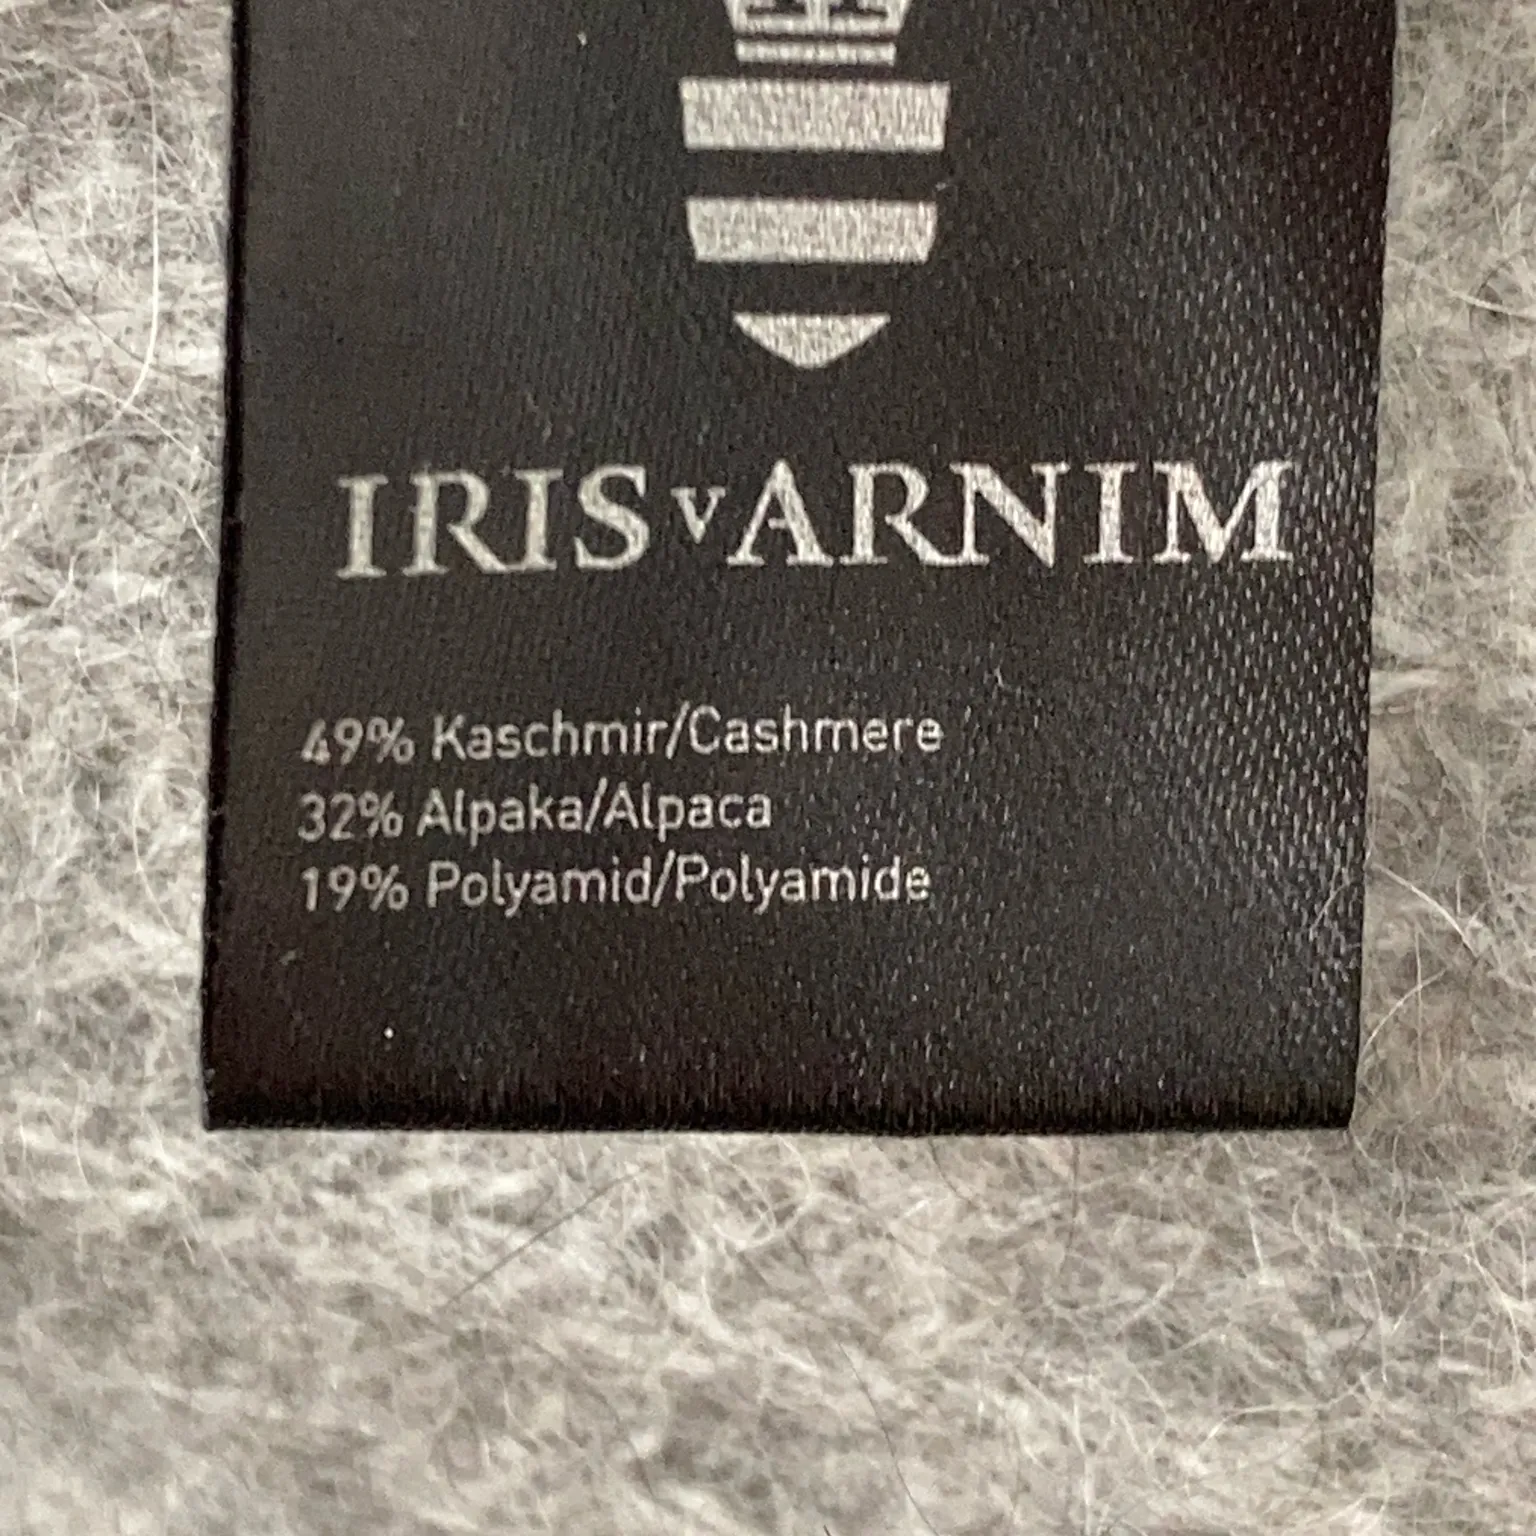 IRIS v ARNIM
49% Kaschmir/Cashmere
32% Alpaka/Alpaca
19% Polyamid/Polyamide